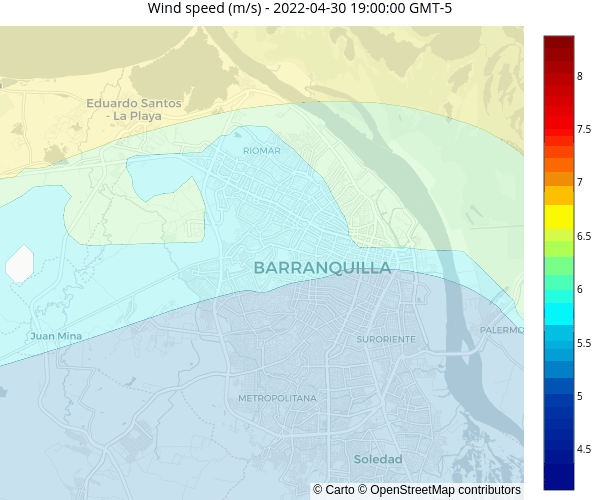 Wind speed (m/s) - 2022-04-30 19:00:00 GMT-5
Eduardo Santos
- La Playa
RIOMAR
BARRANQUILLA
Juan Mina
SURORIENTE
PALERMO
METROPOLITANA
Soledad
© Carto © OpenStreetMap contributors
8
7.5
7
6.5
6
5.5
5
4.5